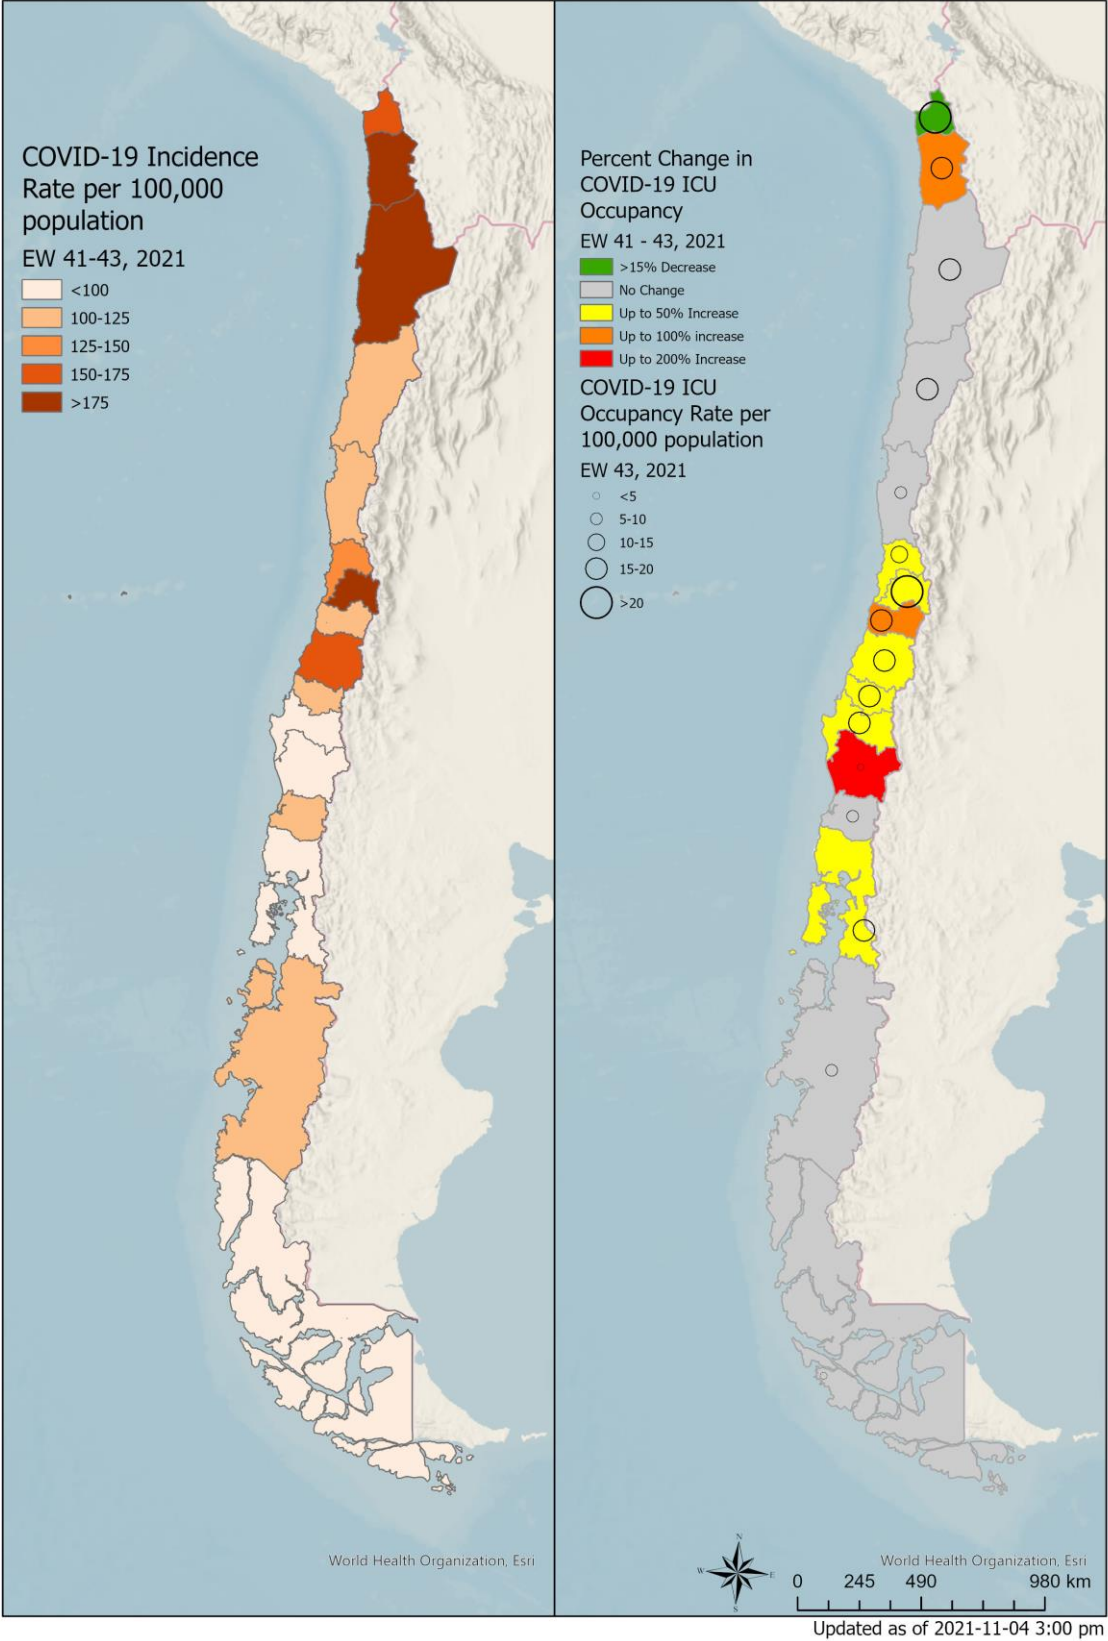 COVID-19 Incidence
Rate per 100,000
population
EW 41-43, 2021
<100
100-125
125-150
150-175
>175
World Health Organization, Esri
Percent Change in
COVID-19 ICU
Occupancy
EW 41 - 43, 2021
>15% Decrease
No Change
Up to 50% Increase
Up to 100% increase
Up to 200% Increase
COVID-19 ICU
Occupancy Rate per
100,000 population
EW 43, 2021
<5
5-10
10-15
15-20
>20
N
W E
S
World Health Organization, Esri
0 245 490 980 km
Updated as of 2021-11-04 3:00 pm